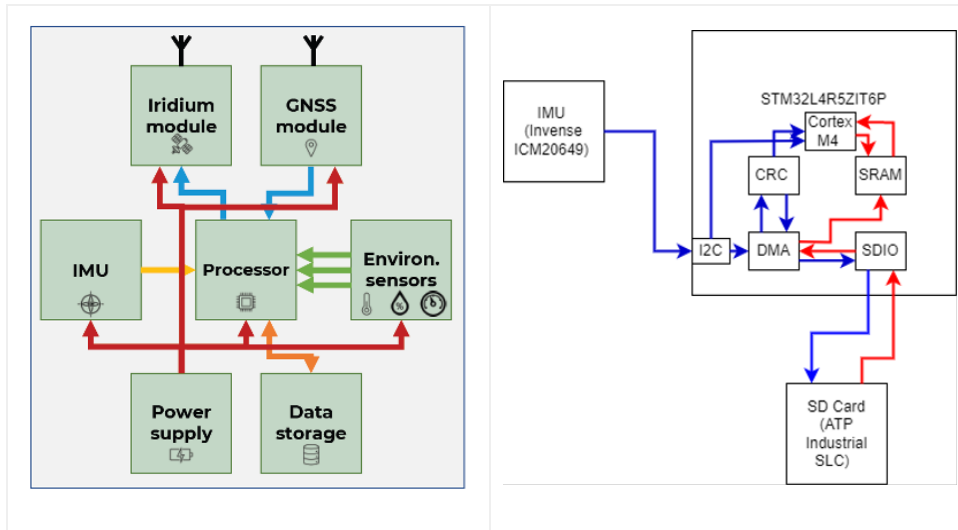 Iridium
module
GNSS
module
IMU
Processor
Environ.
sensors
%
Power
supply
Data
storage
IMU
(Invense
ICM20649)
STM32L4R5ZIT6P
Cortex
M4
CRC
SRAM
I2C
DMA
SDIO
SD Card
(ATP
Industrial
SLC)